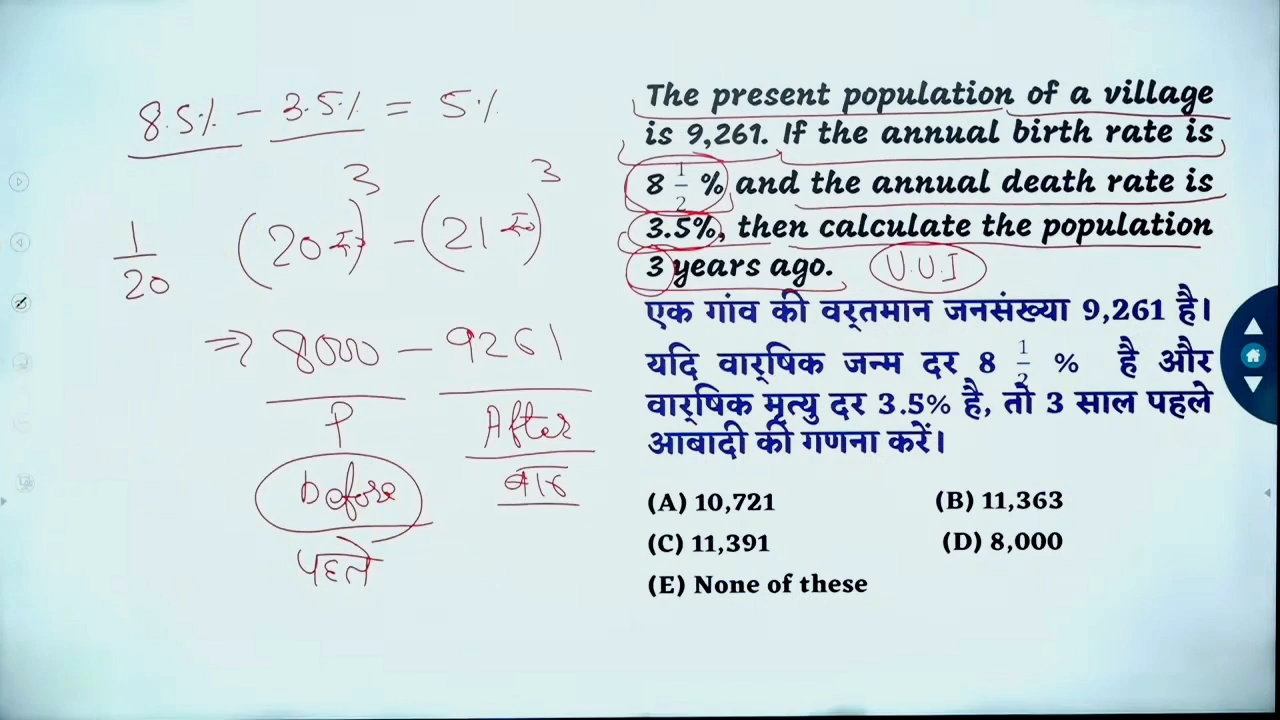 8.5% - 3.5% = 5%
1/20 (20 )³ - (21 )³
⇒ 8000 - 9261
P After
before बाद
पहले
The present population of a village
is 9,261. If the annual birth rate is
8 1/2 % and the annual death rate is
3.5%, then calculate the population
3 years ago. V.V.I
एक गांव की वर्तमान जनसंख्या 9,261 है।
यदि वार्षिक जन्म दर 8 1/2 % है और
वार्षिक मृत्यु दर 3.5% है, तो 3 साल पहले
आबादी की गणना करें।
(A) 10,721 (B) 11,363
(C) 11,391 (D) 8,000
(E) None of these